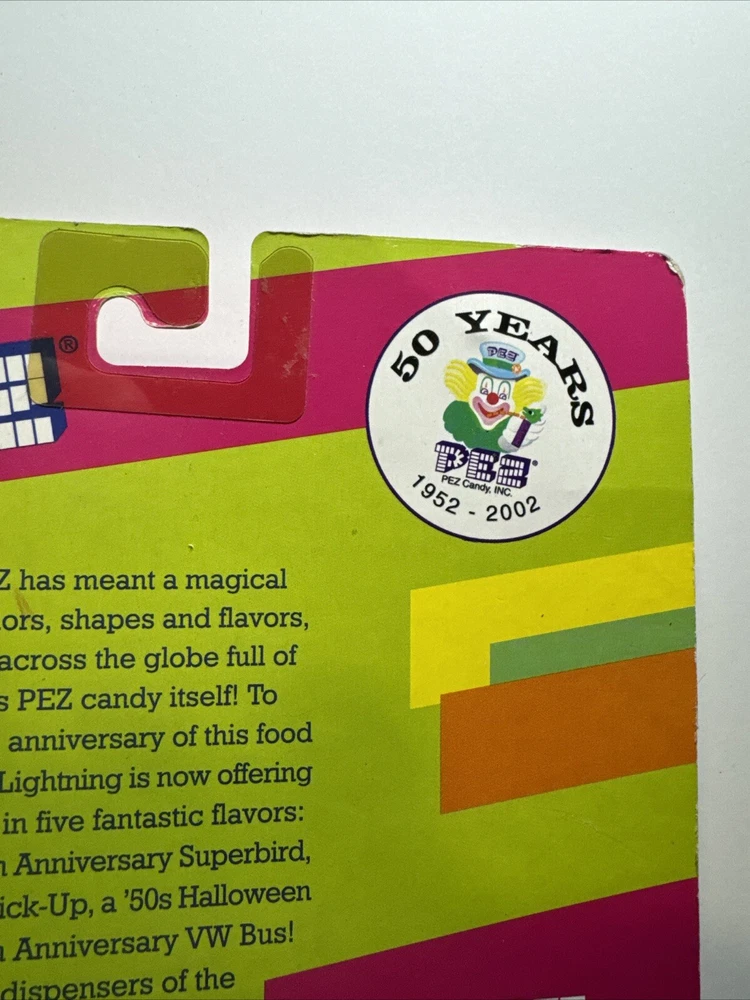 ®
50 YEARS
PEZ
PEZ®
PEZ Candy, INC.
1952 - 2002
Z has meant a magical
ors, shapes and flavors,
across the globe full of
s PEZ candy itself! To
anniversary of this food
Lightning is now offering
in five fantastic flavors:
Anniversary Superbird,
ick-Up, a '50s Halloween
Anniversary VW Bus!
dispensers of the